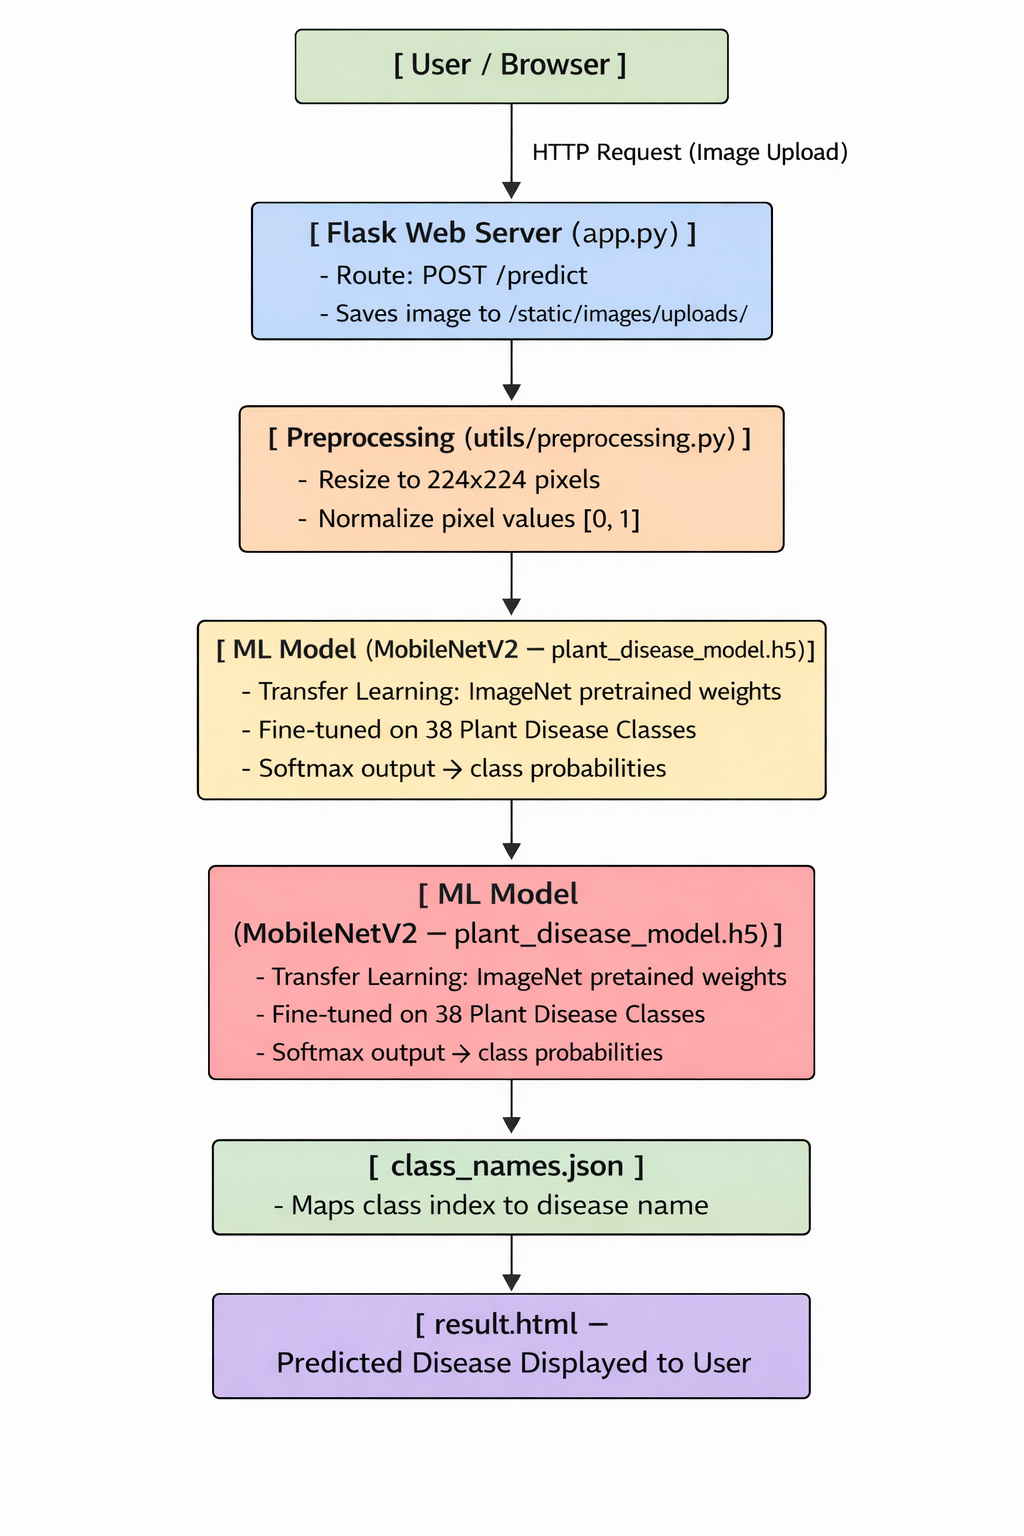 [ User / Browser ]
HTTP Request (Image Upload)
[ Flask Web Server (app.py) ]
- Route: POST /predict
- Saves image to /static/images/uploads/
[ Preprocessing (utils/preprocessing.py) ]
- Resize to 224x224 pixels
- Normalize pixel values [0, 1]
[ ML Model (MobileNetV2 — plant_disease_model.h5)]
- Transfer Learning: ImageNet pretrained weights
- Fine-tuned on 38 Plant Disease Classes
- Softmax output → class probabilities
[ ML Model
(MobileNetV2 — plant_disease_model.h5) ]
- Transfer Learning: ImageNet pretained weights
- Fine-tuned on 38 Plant Disease Classes
- Softmax output → class probabilities
[ class_names.json ]
- Maps class index to disease name
[ result.html —
Predicted Disease Displayed to User